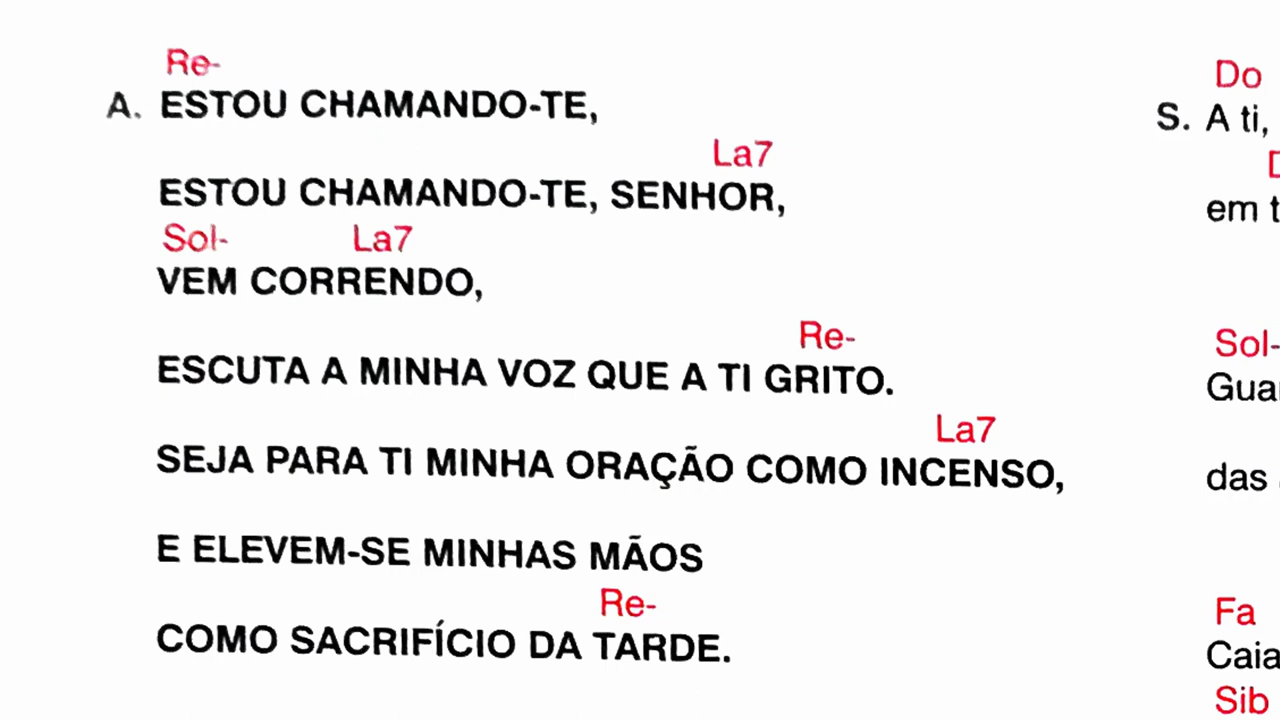 Re-
A. ESTOU CHAMANDO-TE,
La7
ESTOU CHAMANDO-TE, SENHOR,
Sol- La7
VEM CORRENDO,
Re-
ESCUTA A MINHA VOZ QUE A TI GRITO.
La7
SEJA PARA TI MINHA ORAÇÃO COMO INCENSO,
E ELEVEM-SE MINHAS MÃOS
Re-
COMO SACRIFÍCIO DA TARDE.
Do
S. A ti,
em
Sol-
das
Fa
Caia
Sib